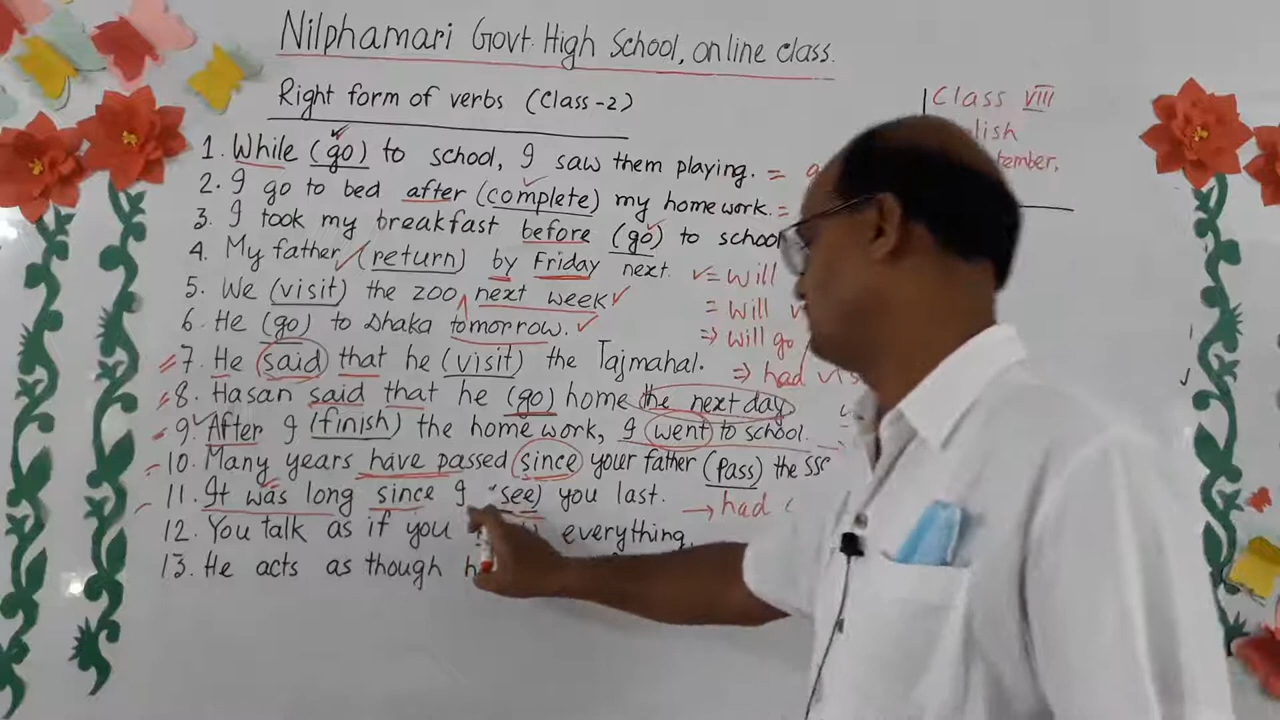 Nilphamari Govt. High School, online class.
Right form of verbs (Class-2)
Class VIII
1. While (go) to school, I saw them playing. =
2. I go to bed after (complete) my home work. =
3. I took my breakfast before (go) to school
4. My father (return) by Friday next. = will
5. We (visit) the zoo next week = will
6. He (go) to Dhaka tomorrow. ⇒ will go
7. He said that he (visit) the Tajmahal. ⇒ had
8. Hasan said that he (go) home the next day
9. After I (finish) the home work, I went to school.
10. Many years have passed since your father (pass) the SSC
11. It was long since I (see) you last. → had
12. You talk as if you everything.
13. He acts as though